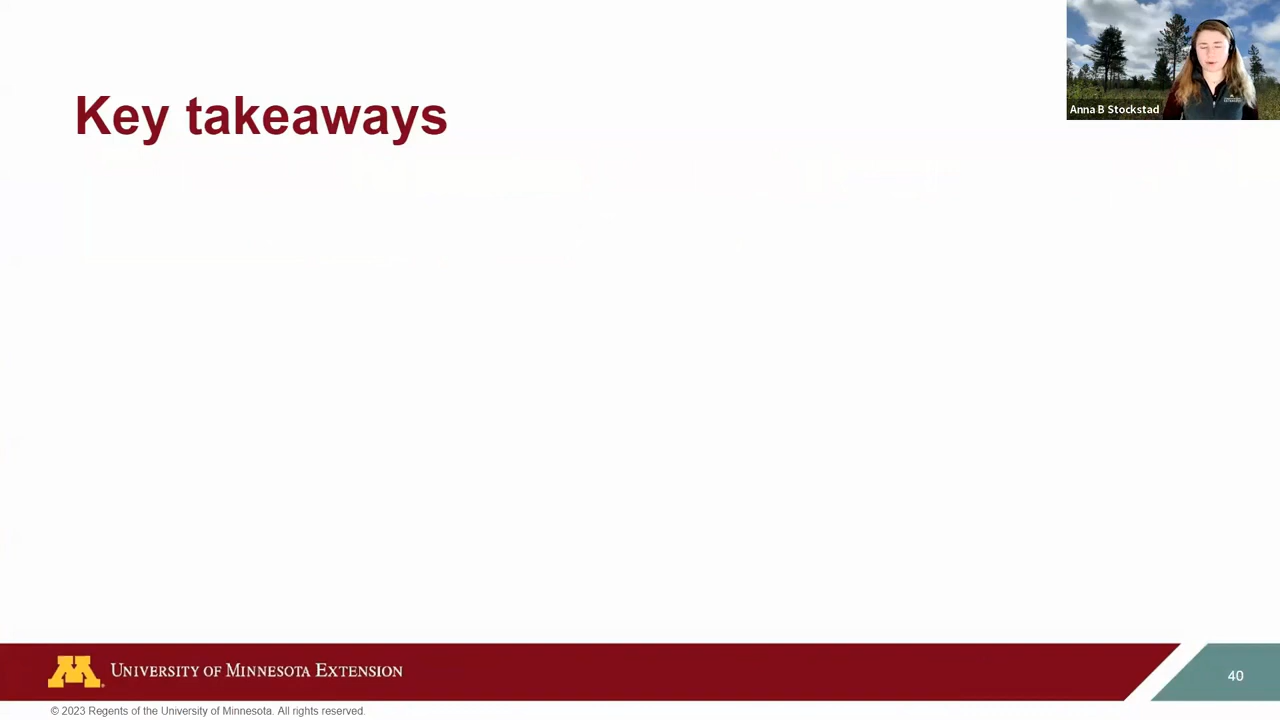 Key takeaways
Anna B Stockstad
UNIVERSITY OF MINNESOTA EXTENSION
40
© 2023 Regents of the University of Minnesota. All rights reserved.